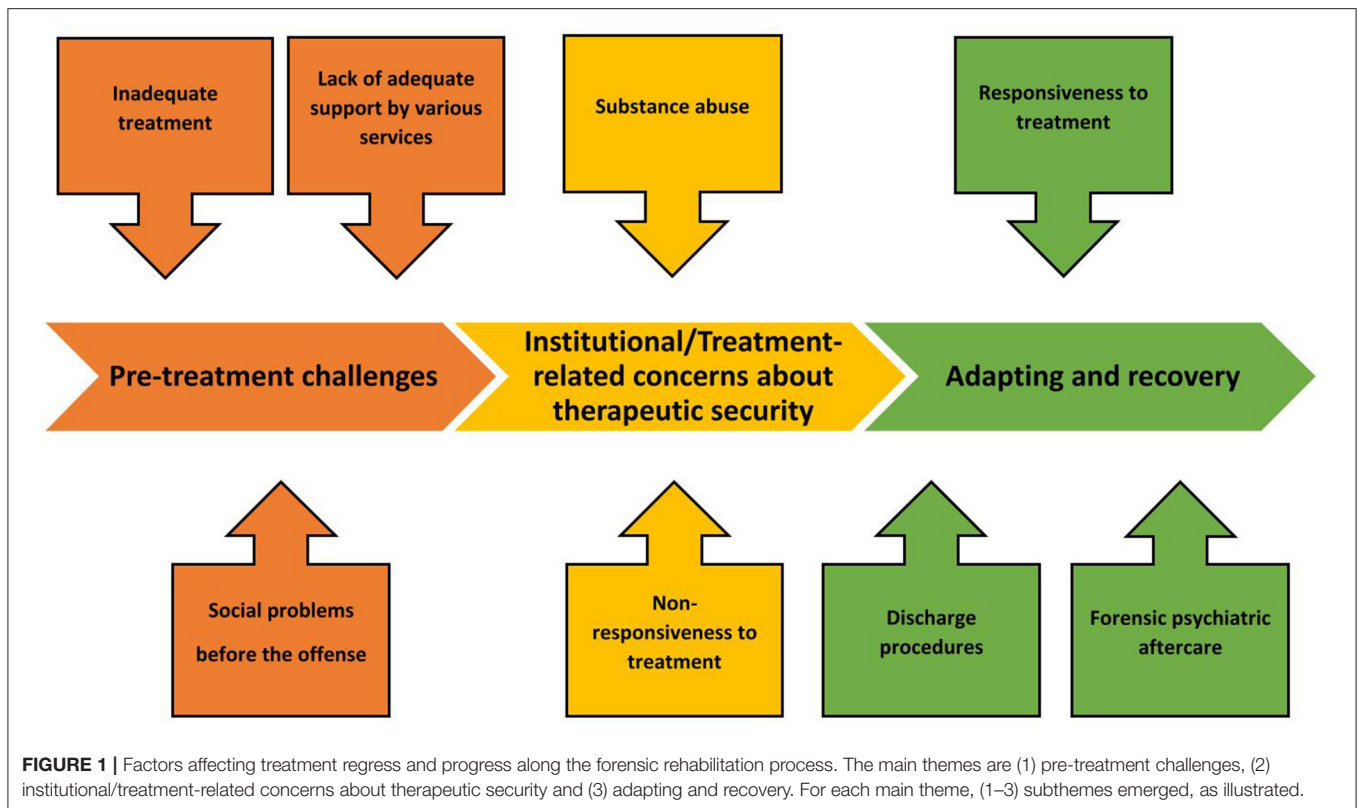 Inadequate
treatment
Lack of adequate
support by various
services
Substance abuse
Responsiveness to
treatment
Pre-treatment challenges
Institutional/Treatment-
related concerns about
therapeutic security
Adapting and recovery
Social problems
before the offense
Non-
responsiveness to
treatment
Discharge
procedures
Forensic psychiatric
aftercare
FIGURE 1 | Factors affecting treatment regress and progress along the forensic rehabilitation process. The main themes are (1) pre-treatment challenges, (2)
institutional/treatment-related concerns about therapeutic security and (3) adapting and recovery. For each main theme, (1–3) subthemes emerged, as illustrated.